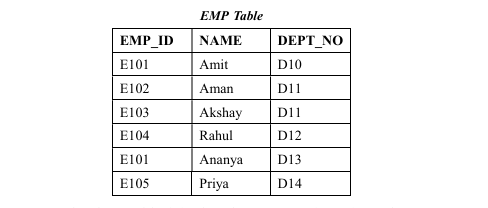 EMP Table
EMP_ID NAME DEPT_NO
E101 Amit D10
E102 Aman D11
E103 Akshay D11
E104 Rahul D12
E101 Ananya D13
E105 Priya D14